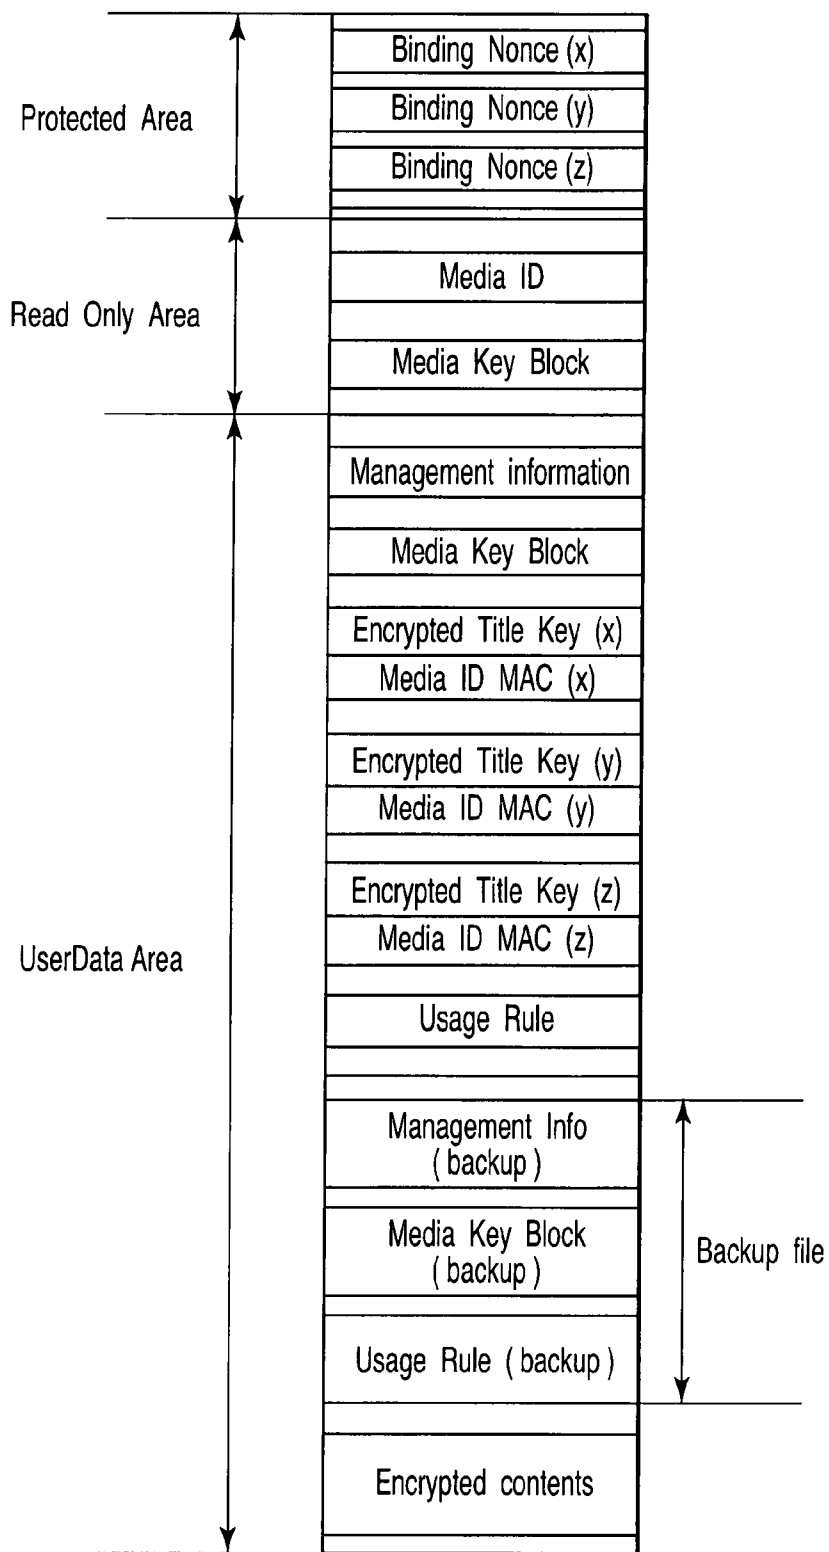 Binding Nonce (x)
Protected Area
Binding Nonce (y)
Binding Nonce (z)
Media ID
Read Only Area
Media Key Block
Management information
Media Key Block
Encrypted Title Key (x)
Media ID MAC (x)
Encrypted Title Key (y)
Media ID MAC (y)
Encrypted Title Key (z)
Media ID MAC (z)
UserData Area
Usage Rule
Management Info
( backup )
Media Key Block
( backup )
Backup file
Usage Rule ( backup )
Encrypted contents